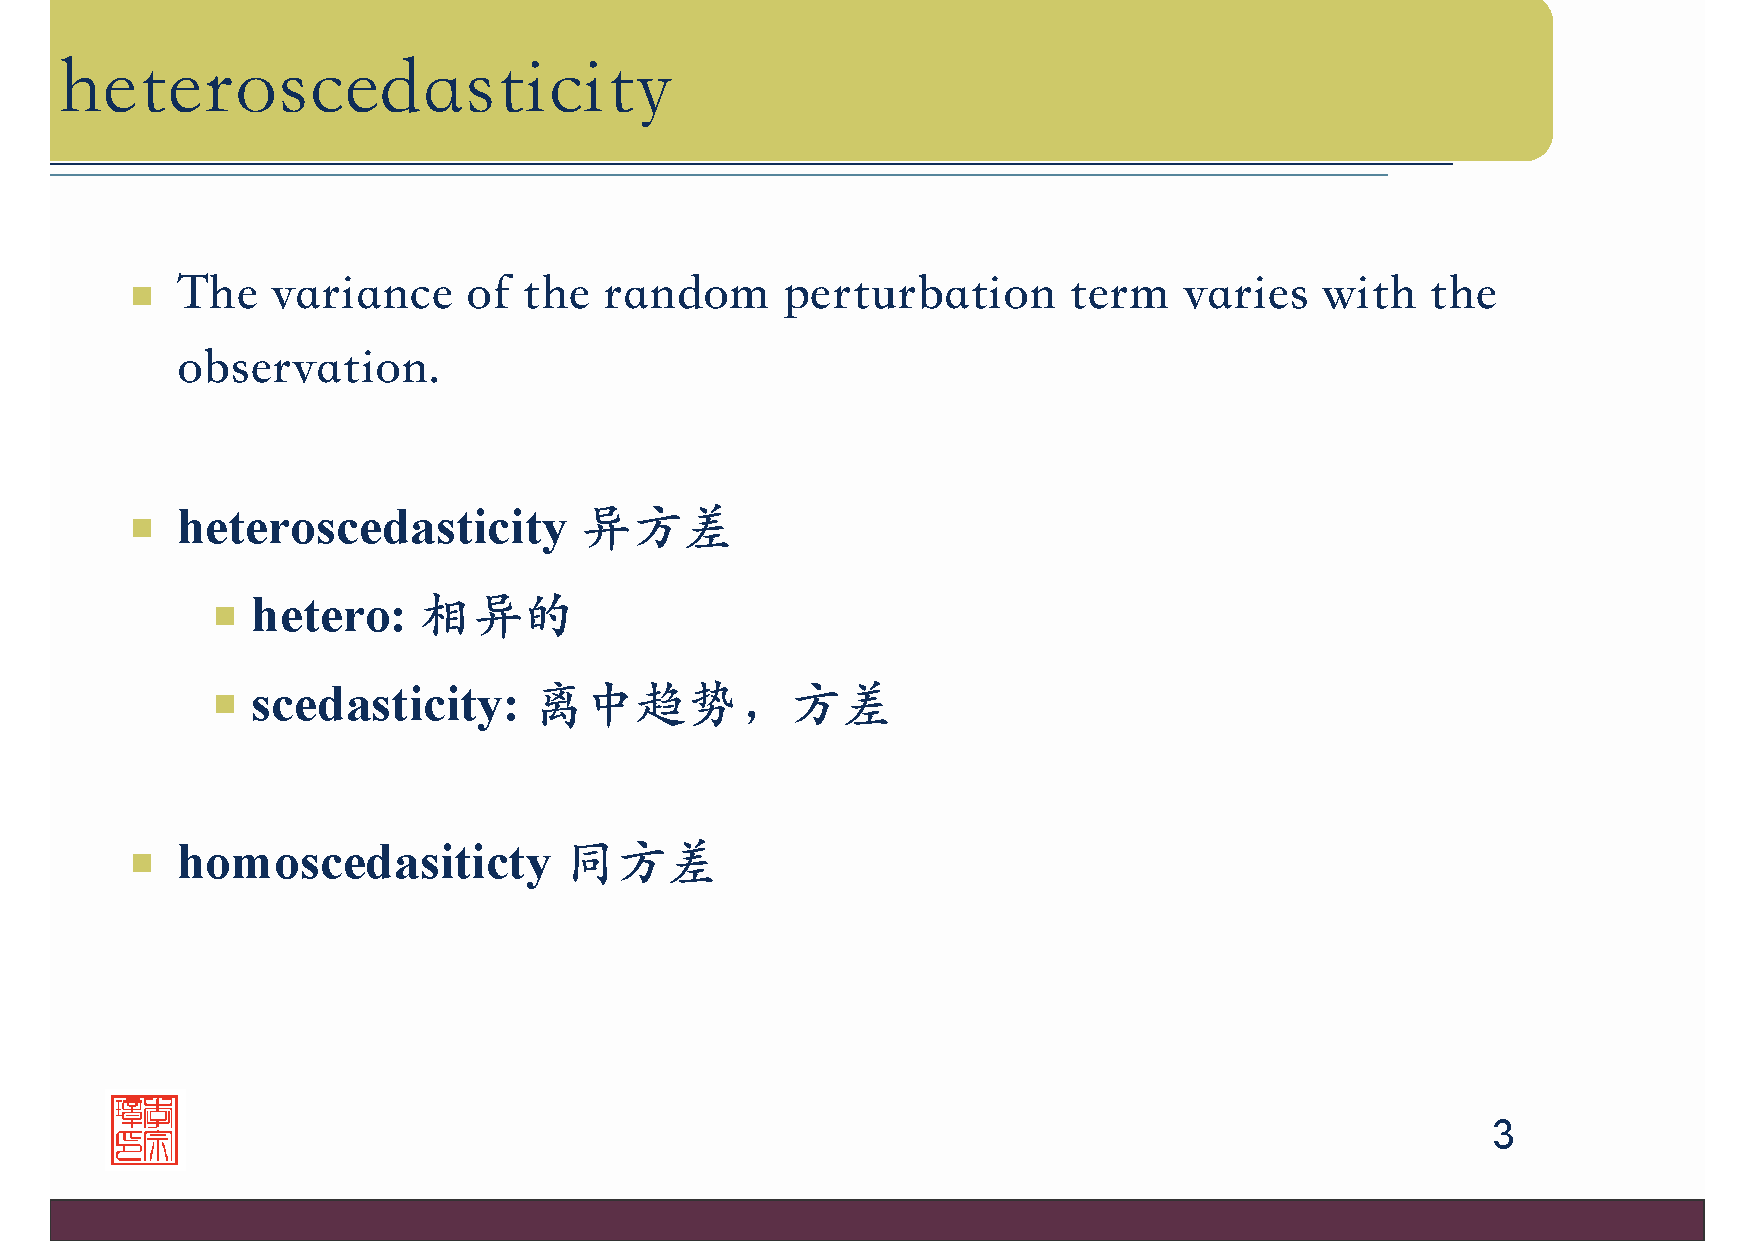 heteroscedasticity
The variance of the random perturbation term varies with the
observation.
heteroscedasticity 异方差
hetero: 相异的
scedasticity: 离中趋势，方差
homoscedasiticty 同方差
3